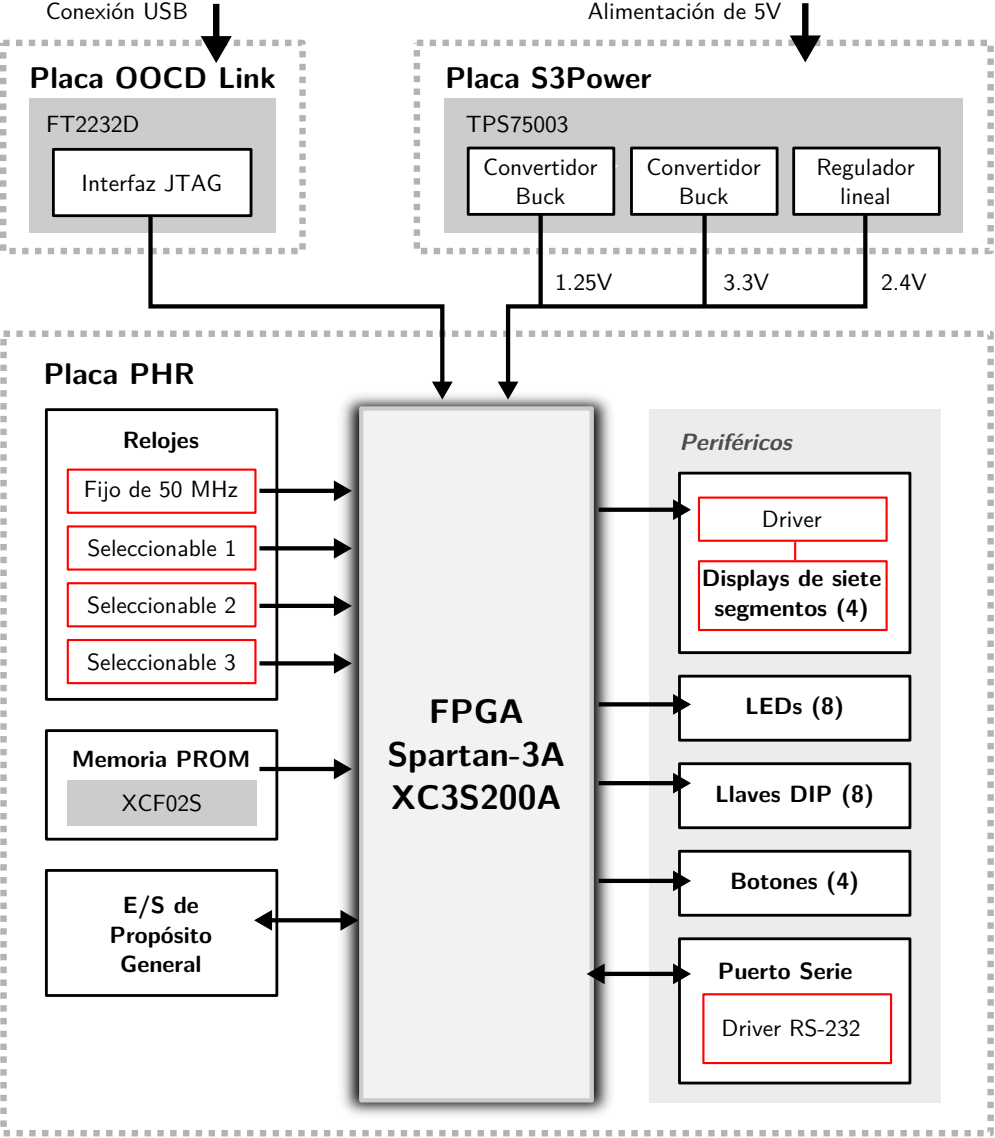 Conexión USB
Alimentación de 5V
Placa OOCD Link
FT2232D
Interfaz JTAG
Placa S3Power
TPS75003
Convertidor
Buck
Convertidor
Buck
Regulador
lineal
1.25V
3.3V
2.4V
Placa PHR
Relojes
Fijo de 50 MHz
Seleccionable 1
Seleccionable 2
Seleccionable 3
Memoria PROM
XCF02S
E/S de
Propósito
General
FPGA
Spartan-3A
XC3S200A
Periféricos
Driver
Displays de siete
segmentos (4)
LEDs (8)
Llaves DIP (8)
Botones (4)
Puerto Serie
Driver RS-232